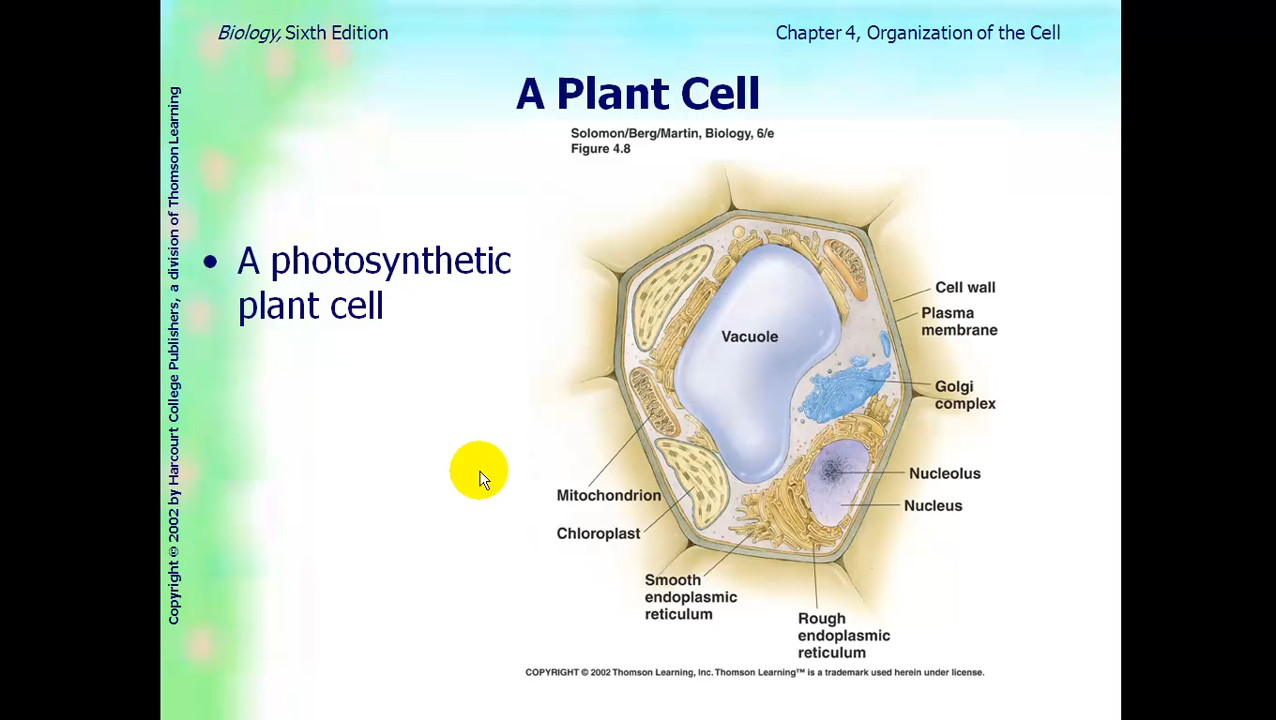 Biology, Sixth Edition
Chapter 4, Organization of the Cell
A Plant Cell
Solomon/Berg/Martin, Biology, 6/e
Figure 4.8
Copyright © 2002 by Harcourt College Publishers, a division of Thomson Learning
• A photosynthetic
plant cell
Vacuole
Cell wall
Plasma
membrane
Golgi
complex
Nucleolus
Nucleus
Mitochondrion
Chloroplast
Smooth
endoplasmic
reticulum
Rough
endoplasmic
reticulum
COPYRIGHT © 2002 Thomson Learning, Inc. Thomson Learning™ is a trademark used herein under license.